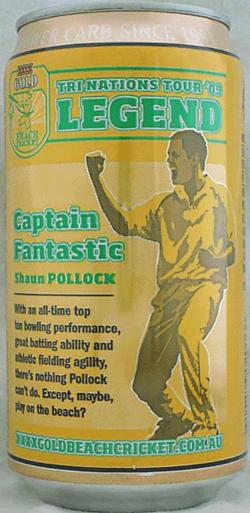 LOWER CARB SINCE 1991
XXXX
GOLD
BEACH
CRICKET
TRI NATIONS TOUR '09
LEGEND
Captain
Fantastic
Shaun POLLOCK
With an all-time top
ten bowling performance,
great batting ability and
athletic fielding agility,
there's nothing Pollock
can't do. Except, maybe,
play on the beach?
XXXXGOLDBEACHCRICKET.COM.AU